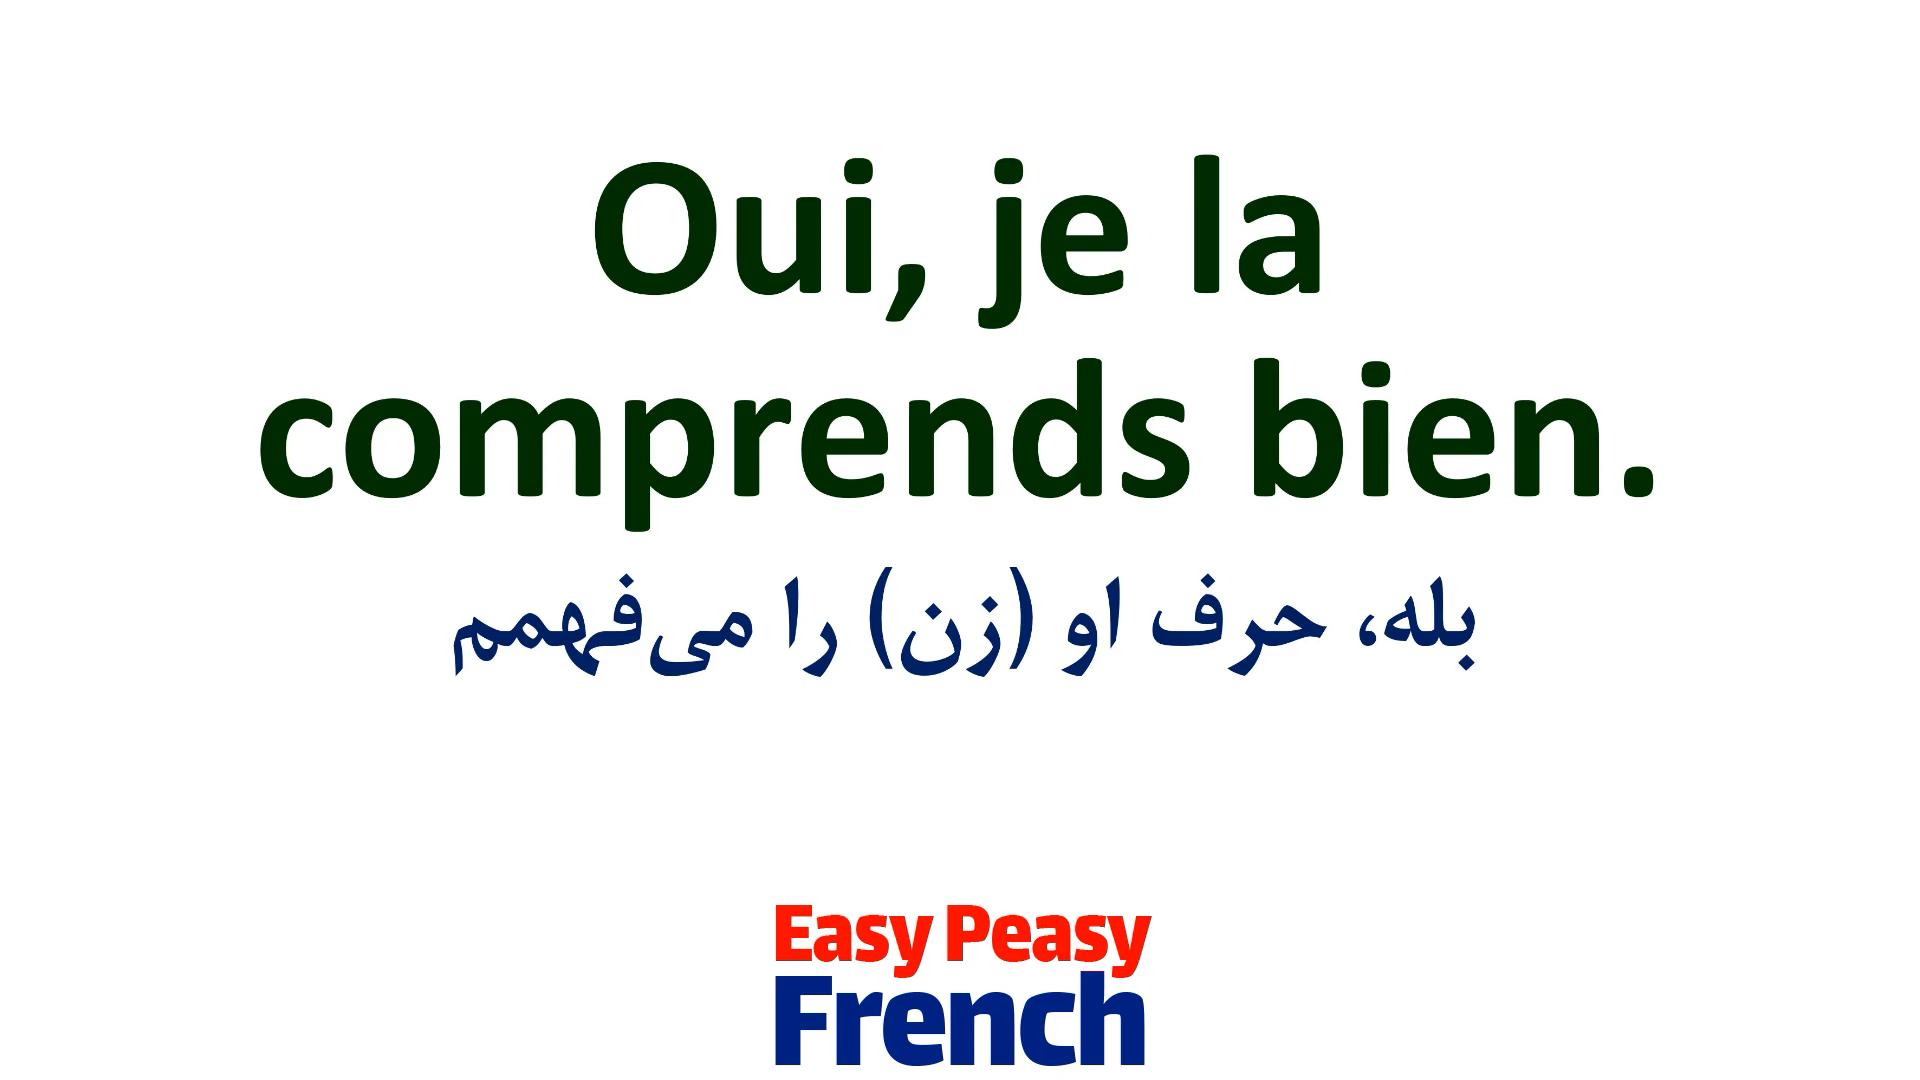 Oui, je la
comprends bien.
بله، حرف او (زن) را می‌فهمم
Easy Peasy
French